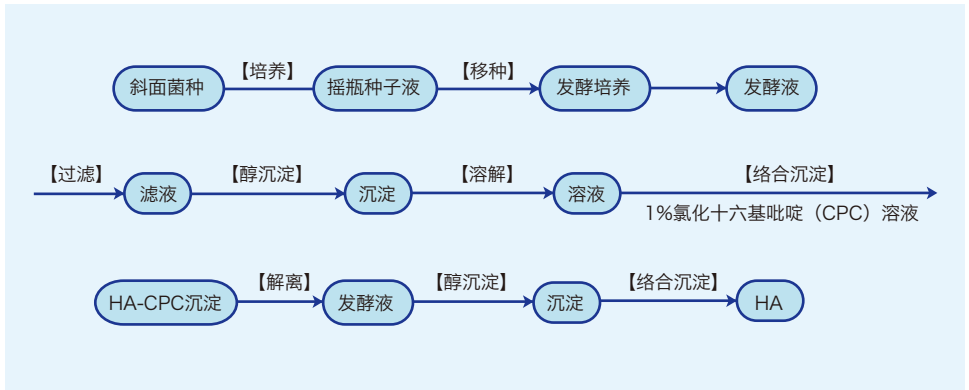 【培养】 【移种】
斜面菌种 摇瓶种子液 发酵培养 发酵液
【过滤】 【醇沉淀】 【溶解】 【络合沉淀】
滤液 沉淀 溶液
1%氯化十六基吡啶（CPC）溶液
【解离】 【醇沉淀】 【络合沉淀】
HA-CPC沉淀 发酵液 沉淀 HA